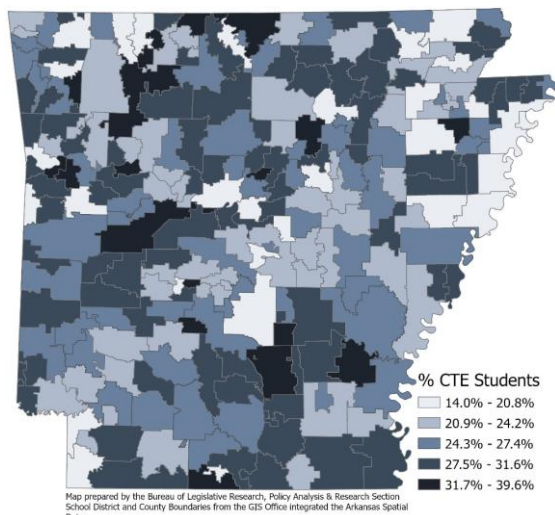 % CTE Students
14.0% - 20.8%
20.9% - 24.2%
24.3% - 27.4%
27.5% - 31.6%
31.7% - 39.6%
Map prepared by the Bureau of Legislative Research, Policy Analysis & Research Section
School District and County Boundaries from the GIS Office integrated the Arkansas Spatial